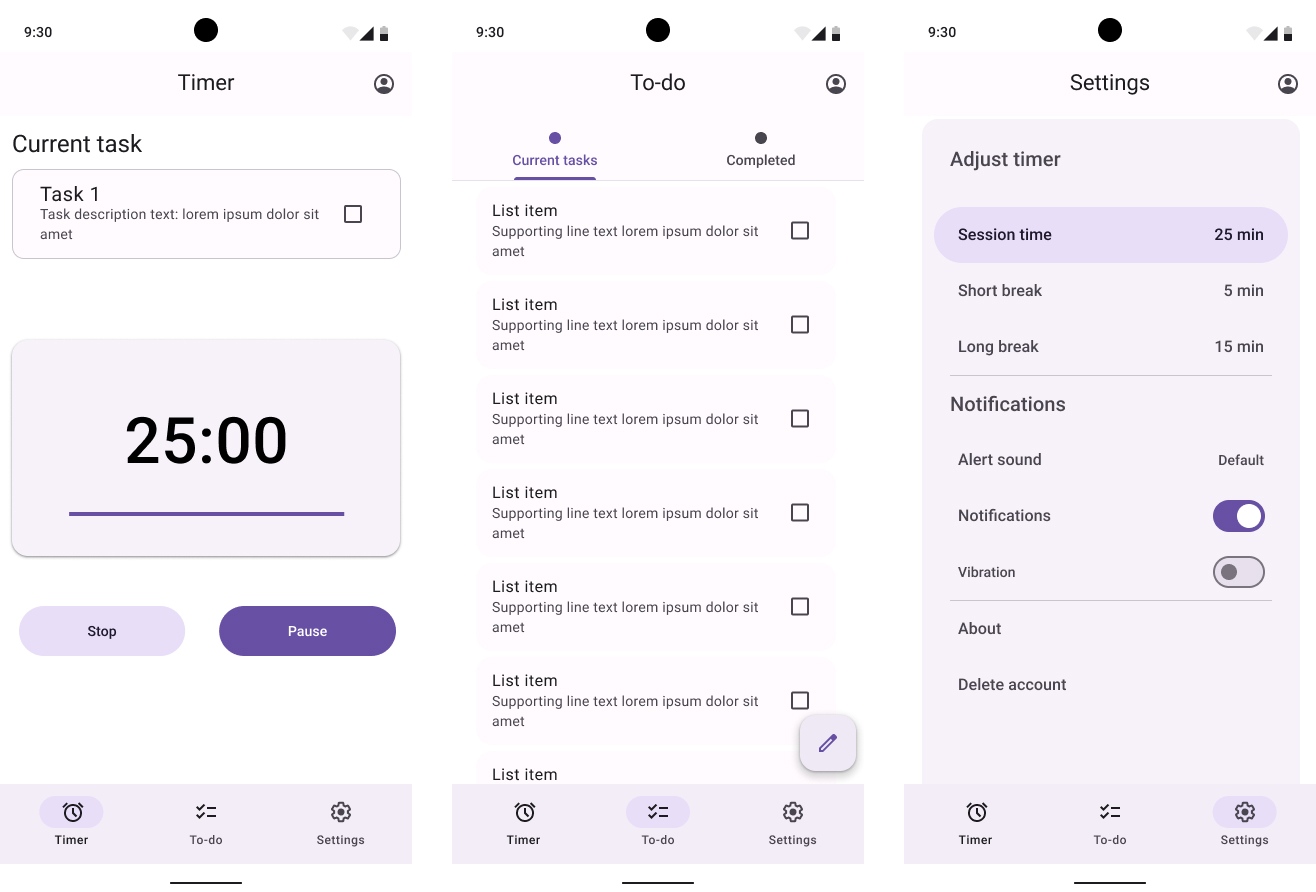 9:30
Timer
Current task
Task 1
Task description text: lorem ipsum dolor sit
amet
25:00
Stop
Pause
Timer
To-do
Settings
9:30
To-do
Current tasks
Completed
List item
Supporting line text lorem ipsum dolor sit
amet
List item
Supporting line text lorem ipsum dolor sit
amet
List item
Supporting line text lorem ipsum dolor sit
amet
List item
Supporting line text lorem ipsum dolor sit
amet
List item
Supporting line text lorem ipsum dolor sit
amet
List item
Supporting line text lorem ipsum dolor sit
amet
List item
Timer
To-do
Settings
9:30
Settings
Adjust timer
Session time 25 min
Short break 5 min
Long break 15 min
Notifications
Alert sound Default
Notifications
Vibration
About
Delete account
Timer
To-do
Settings